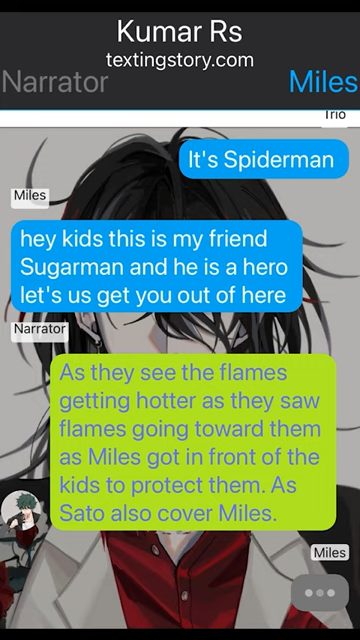 Kumar Rs
textingstory.com
Narrator Miles
Trio
It's Spiderman
Miles
hey kids this is my friend
Sugarman and he is a hero
let's us get you out of here
Narrator
As they see the flames
getting hotter as they saw
flames going toward them
as Miles got in front of the
kids to protect them. As
Sato also cover Miles.
Miles